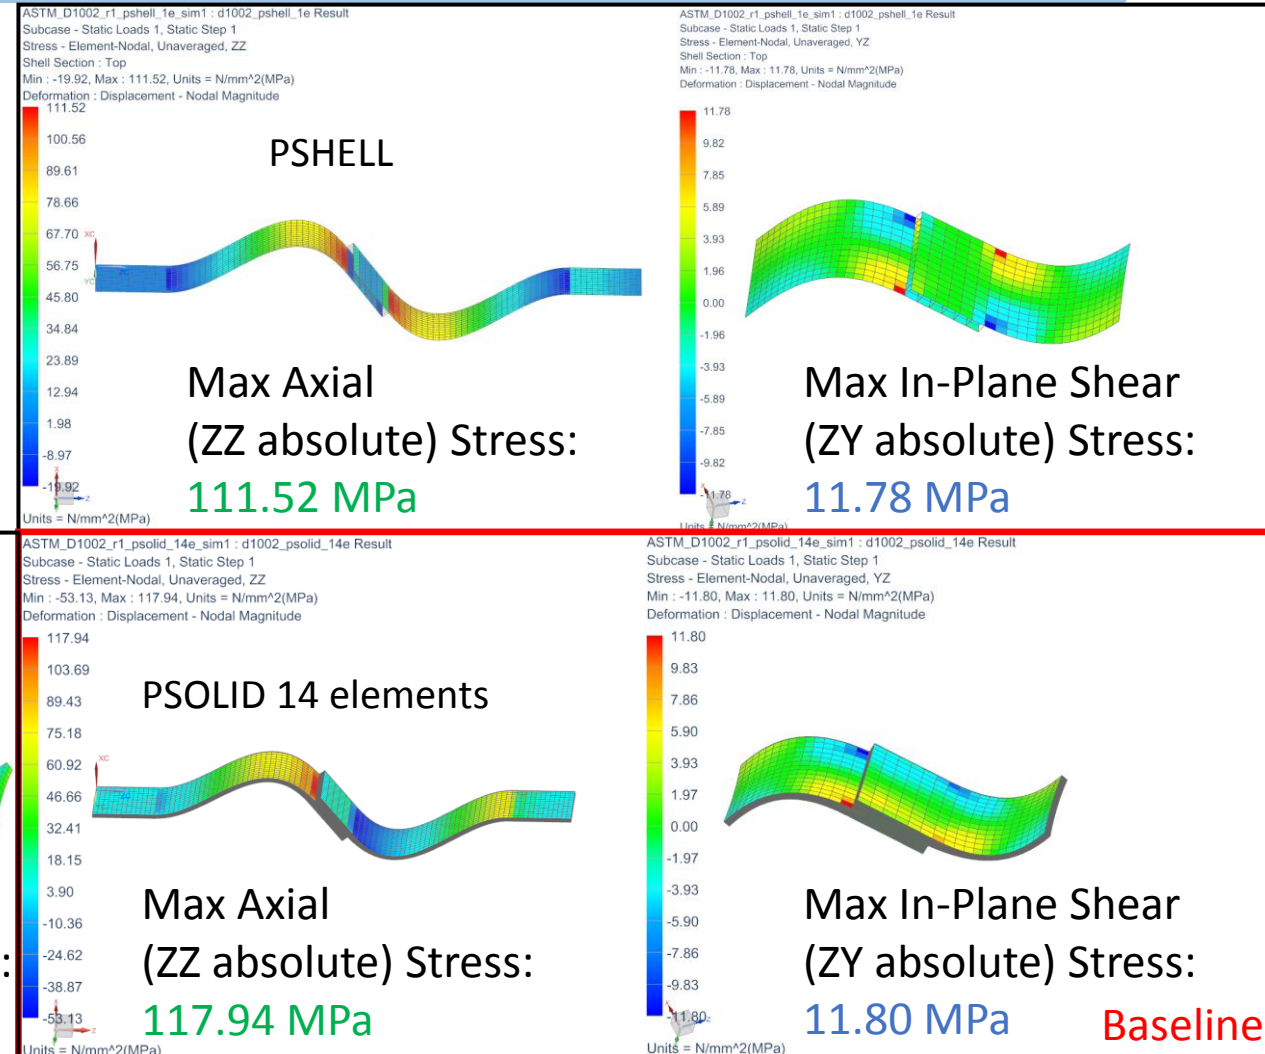 ASTM_D1002_r1_pshell_1e_sim1 : d1002_pshell_1e Result
Subcase - Static Loads 1, Static Step 1
Stress - Element-Nodal, Unaveraged, ZZ
Shell Section : Top
Min : -19.92, Max : 111.52, Units = N/mm^2(MPa)
Deformation : Displacement - Nodal Magnitude
111.52
100.56
89.61
78.66
67.70
56.75
45.80
34.84
23.89
12.94
1.98
-8.97
-19.92
Units = N/mm^2(MPa)
XC
YC
ZC
X
Z
PSHELL
Max Axial
(ZZ absolute) Stress:
111.52 MPa
ASTM_D1002_r1_pshell_1e_sim1 : d1002_pshell_1e Result
Subcase - Static Loads 1, Static Step 1
Stress - Element-Nodal, Unaveraged, YZ
Shell Section : Top
Min : -11.78, Max : 11.78, Units = N/mm^2(MPa)
Deformation : Displacement - Nodal Magnitude
11.78
9.82
7.85
5.89
3.93
1.96
0.00
-1.96
-3.93
-5.89
-7.85
-9.82
-11.78
Units = N/mm^2(MPa)
X
Z
Max In-Plane Shear
(ZY absolute) Stress:
11.78 MPa
:
ASTM_D1002_r1_psolid_14e_sim1 : d1002_psolid_14e Result
Subcase - Static Loads 1, Static Step 1
Stress - Element-Nodal, Unaveraged, ZZ
Min : -53.13, Max : 117.94, Units = N/mm^2(MPa)
Deformation : Displacement - Nodal Magnitude
117.94
103.69
89.43
75.18
60.92
46.66
32.41
18.15
3.90
-10.36
-24.62
-38.87
-53.13
Units = N/mm^2(MPa)
XC
ZC
X
Z
PSOLID 14 elements
Max Axial
(ZZ absolute) Stress:
117.94 MPa
ASTM_D1002_r1_psolid_14e_sim1 : d1002_psolid_14e Result
Subcase - Static Loads 1, Static Step 1
Stress - Element-Nodal, Unaveraged, YZ
Min : -11.80, Max : 11.80, Units = N/mm^2(MPa)
Deformation : Displacement - Nodal Magnitude
11.80
9.83
7.86
5.90
3.93
1.97
0.00
-1.97
-3.93
-5.90
-7.86
-9.83
-11.80
Units = N/mm^2(MPa)
X
Z
Max In-Plane Shear
(ZY absolute) Stress:
11.80 MPa
Baseline